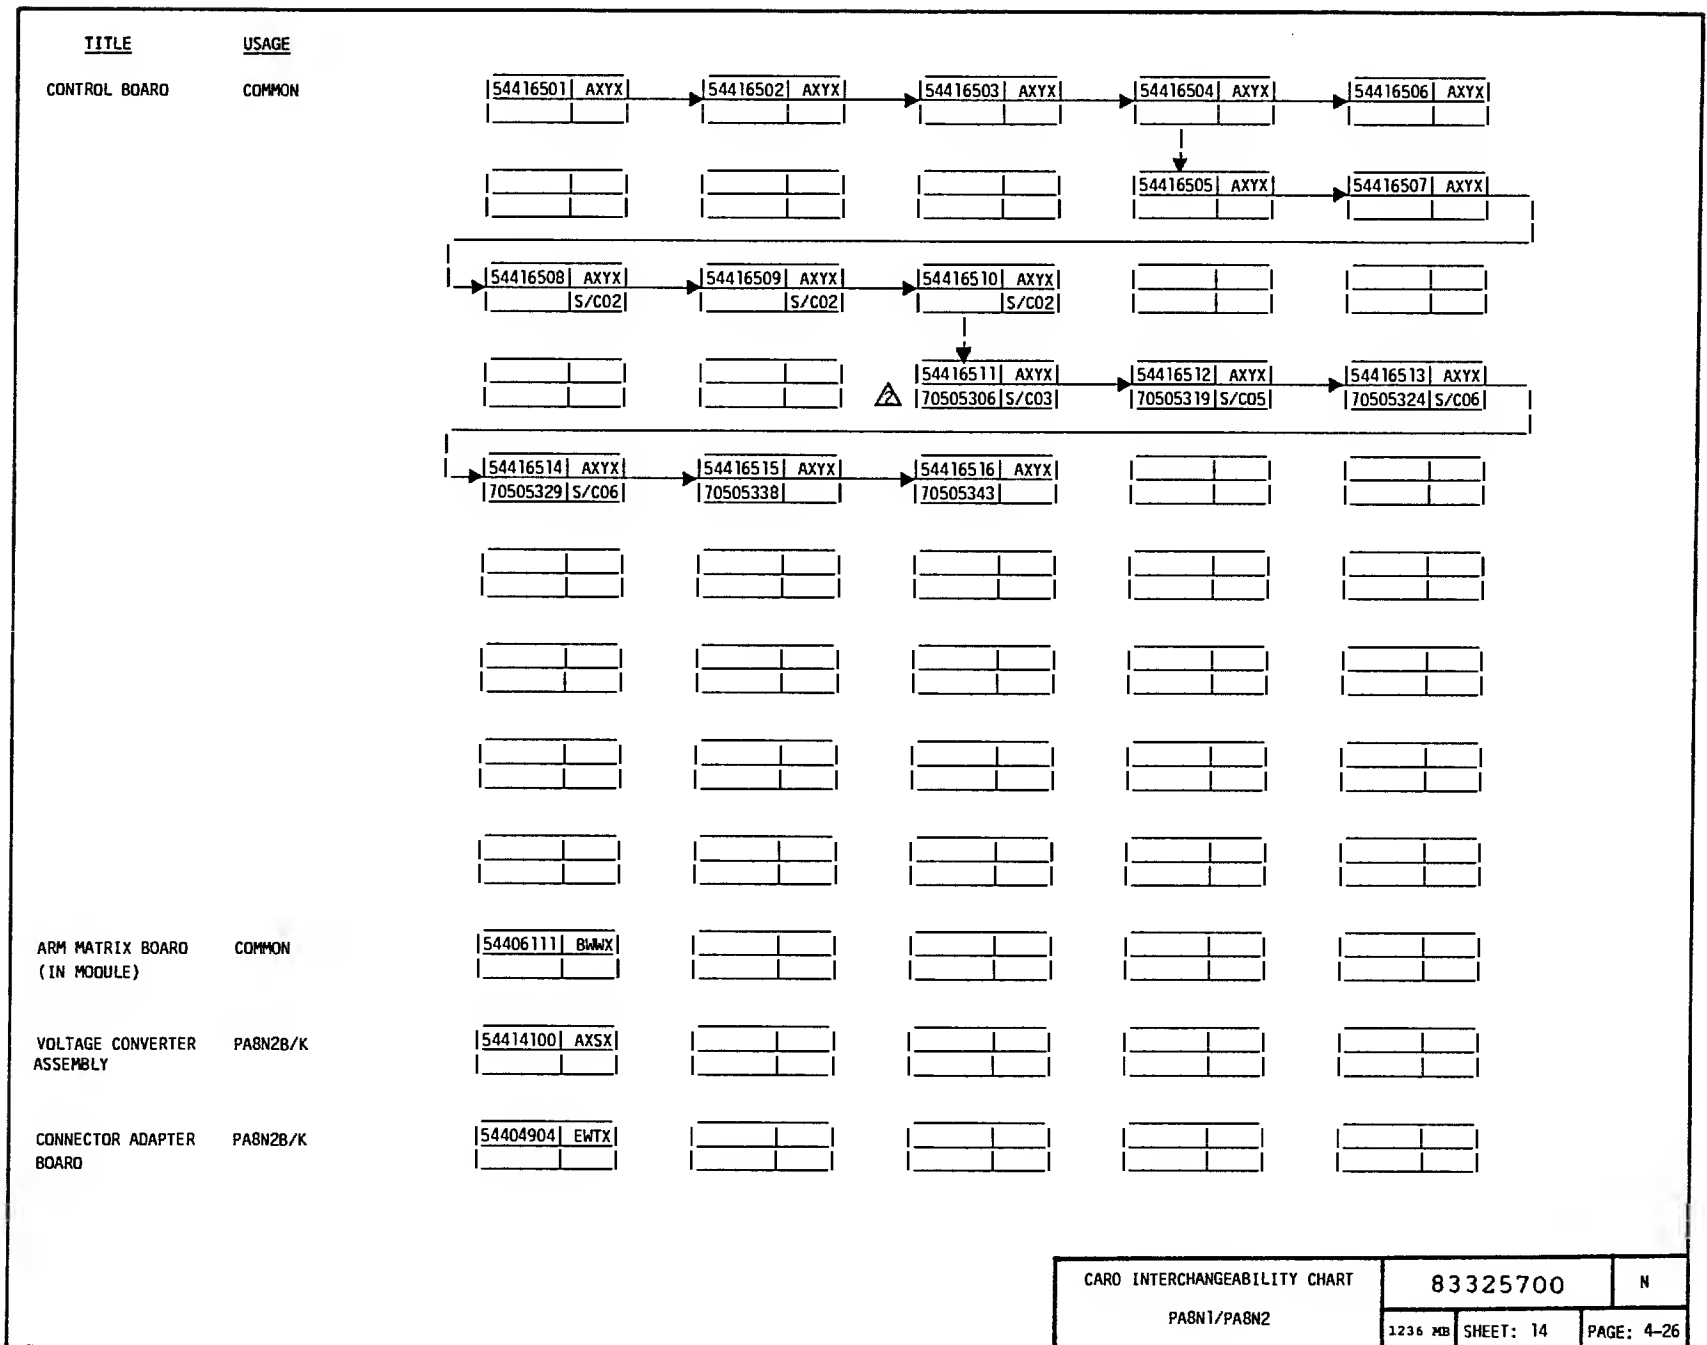 TITLE USAGE
CONTROL BOARD COMMON
54416501 AXYX 54416502 AXYX 54416503 AXYX 54416504 AXYX 54416506 AXYX
54416505 AXYX 54416507 AXYX
54416508 AXYX 54416509 AXYX 54416510 AXYX
S/C02 S/C02 S/C02
54416511 AXYX 54416512 AXYX 54416513 AXYX
2 70505306 S/C03 70505319 S/C05 70505324 S/C06
54416514 AXYX 54416515 AXYX 54416516 AXYX
70505329 S/C06 70505338 70505343
ARM MATRIX BOARD COMMON 54406111 BWWX
(IN MODULE)
VOLTAGE CONVERTER PA8N2B/K 54414100 AXSX
ASSEMBLY
CONNECTOR ADAPTER PA8N2B/K 54404904 EWTX
BOARD
CARD INTERCHANGEABILITY CHART 83325700 N
PA8N1/PA8N2
1236 MB SHEET: 14 PAGE: 4-26